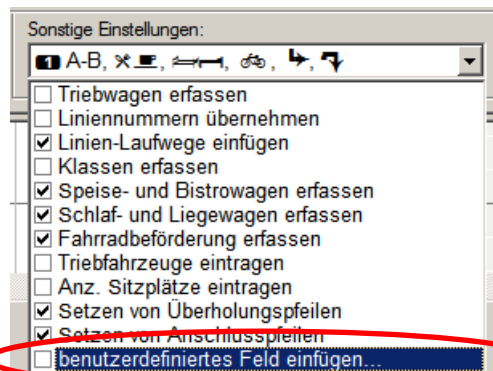 Sonstige Einstellungen:
1 A-B, , , , ,
Triebwagen erfassen
Liniennummern übernehmen
Linien-Laufwege einfügen
Klassen erfassen
Speise- und Bistrowagen erfassen
Schlaf- und Liegewagen erfassen
Fahrradbeförderung erfassen
Triebfahrzeuge eintragen
Anz. Sitzplätze eintragen
Setzen von Überholungspfeilen
Setzen von Anschlusspfeilen
benutzerdefiniertes Feld einfügen...